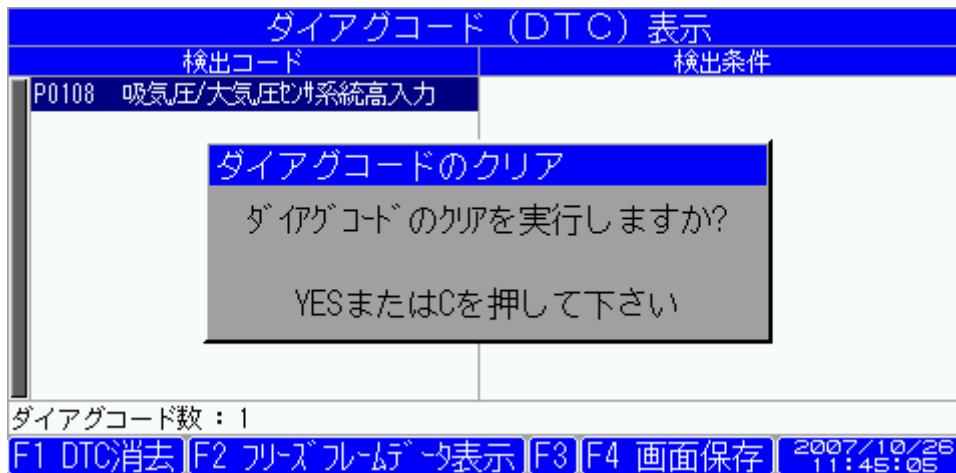 ダイアグコード（DTC）表示
検出コード 検出条件
P0108 吸気圧/大気圧ｾﾝｻ系統高入力
ダイアグコードのクリア
ﾀﾞｲｱｸﾞｺｰﾄﾞのｸﾘｱを実行しますか?
YESまたはCを押して下さい
ダイアグコード数：1
F1 DTC消去 F2 ﾌﾘｰｽﾞﾌﾚｰﾑﾃﾞｰﾀ表示 F3 F4 画面保存 2007/10/26
11:45:05